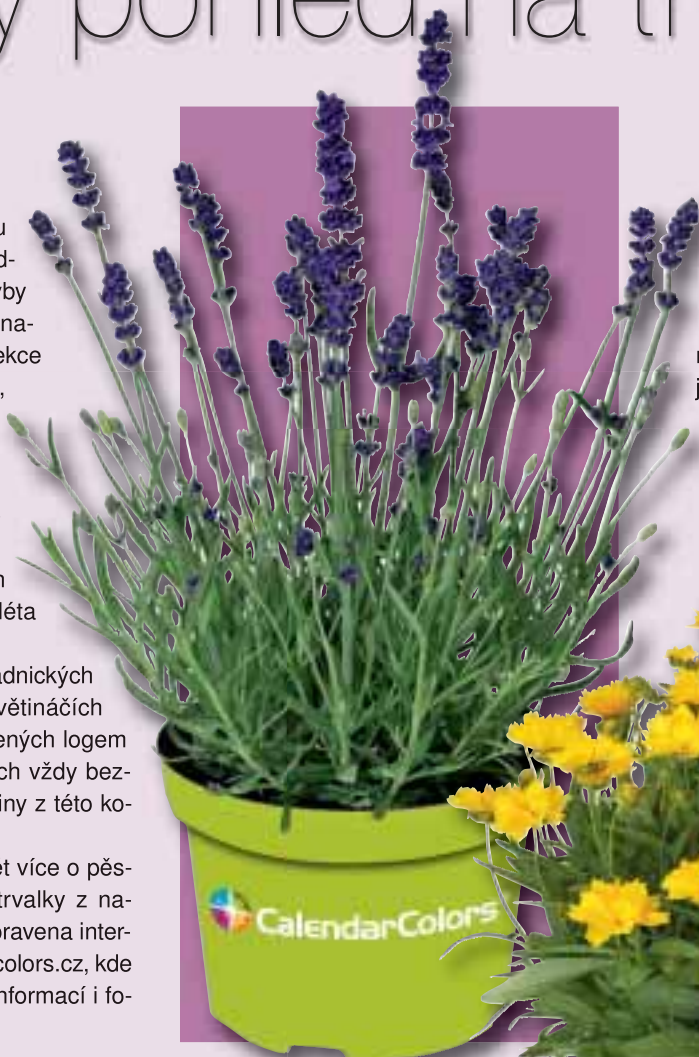 y pohled na tr
u
d-
yby
na-
ekce
,
n
léta
adnických
větináčích
ených logem
ch vždy bez-
iny z této ko-
et více o pěs-
trvalky z na-
pravena inter-
colors.cz, kde
nformací i fo-
CalendarColors
j